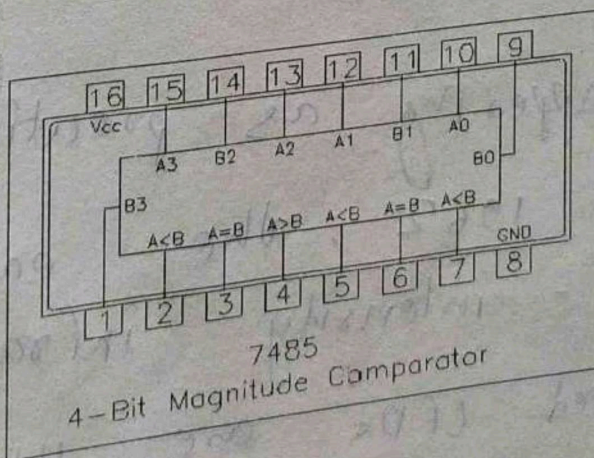 16 15 14 13 12 11 10 9
Vcc A3 B2 A2 A1 B1 A0 B0
B3
A<B A=B A>B A<B A=B A<B GND
1 2 3 4 5 6 7 8
7485
4-Bit Magnitude Comparator